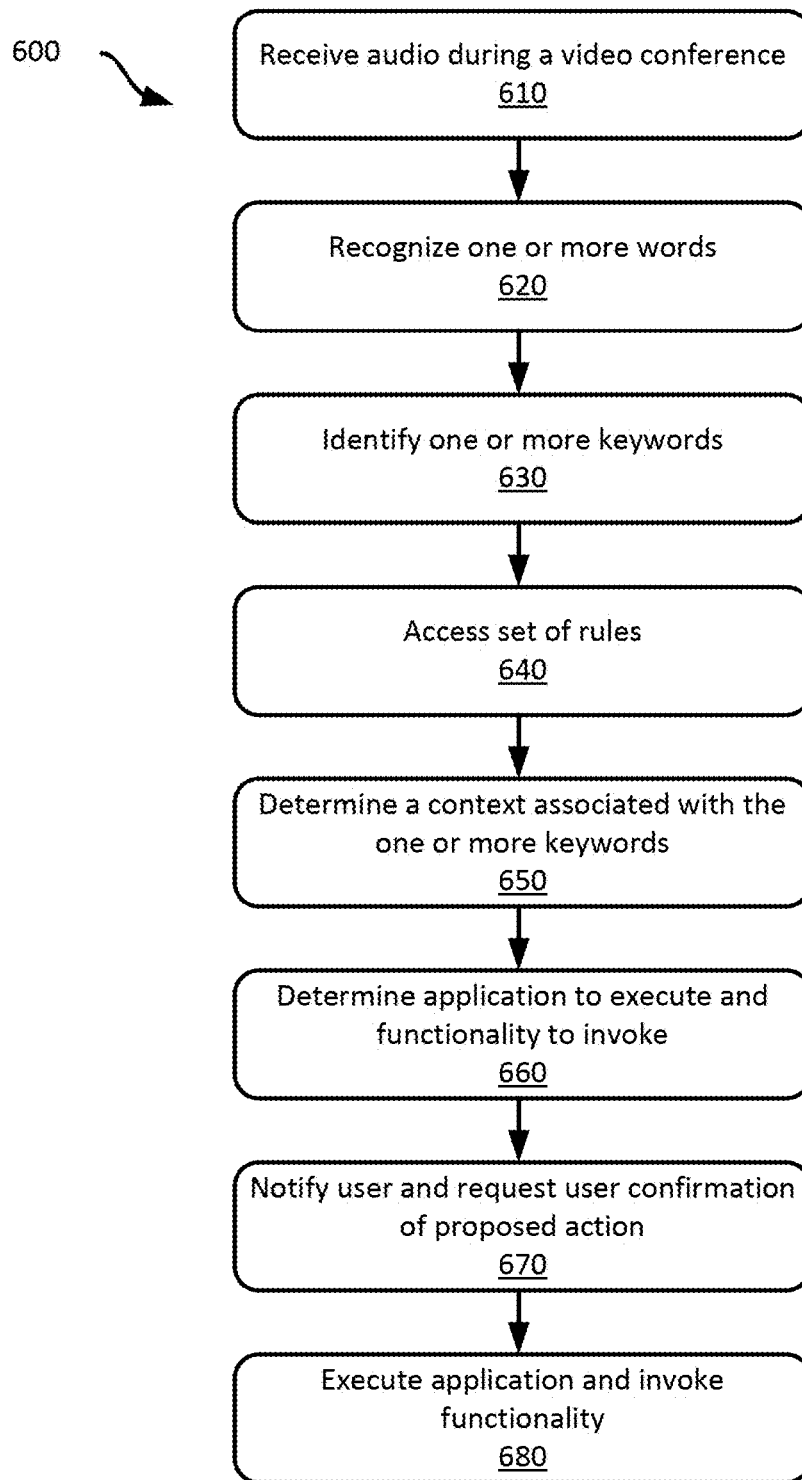 600
Receive audio during a video conference
610
Recognize one or more words
620
Identify one or more keywords
630
Access set of rules
640
Determine a context associated with the
one or more keywords
650
Determine application to execute and
functionality to invoke
660
Notify user and request user confirmation
of proposed action
670
Execute application and invoke
functionality
680